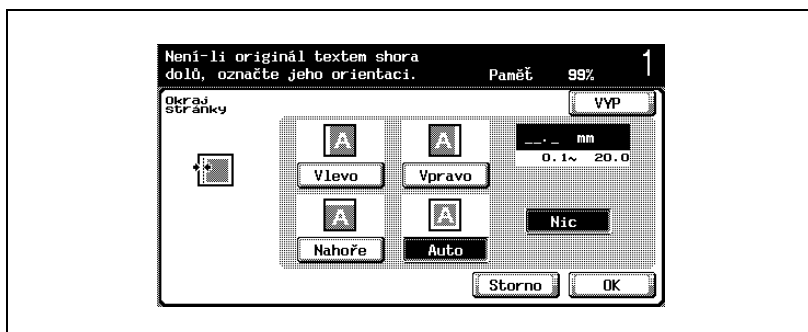 Není-li originál textem shora
dolů, označte jeho orientaci.
Paměť 99% 1
Okraj
stránky
VYP
A A
__._ mm
0.1~ 20.0
Vlevo Vpravo
A A
Nic
Nahoře Auto
Storno OK